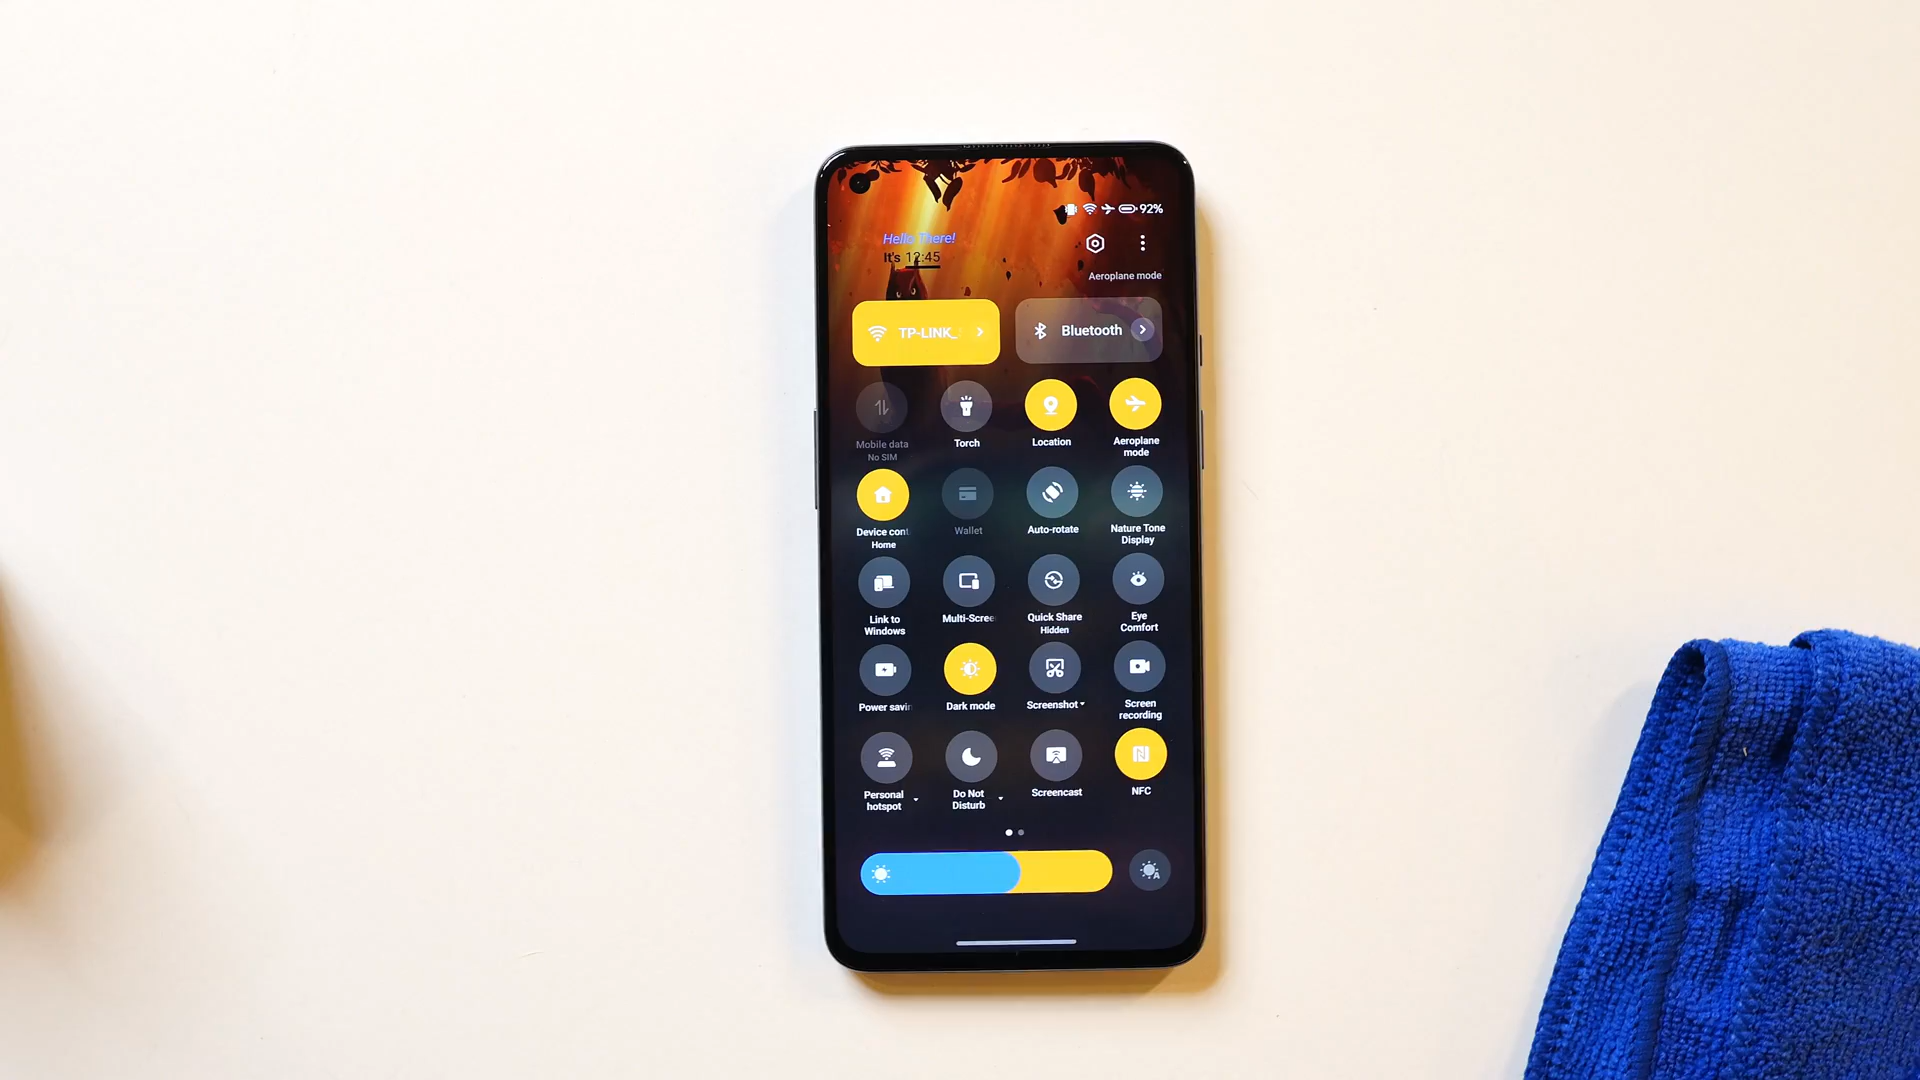 92%
Hello There!
It's 12:45
Aeroplane mode
TP-LINK_
Bluetooth
Mobile data
No SIM
Torch
Location
Aeroplane
mode
Device cont
Home
Wallet
Auto-rotate
Nature Tone
Display
Link to
Windows
Multi-Scree
Quick Share
Hidden
Eye
Comfort
Power savin
Dark mode
Screenshot
Screen
recording
Personal
hotspot
Do Not
Disturb
Screencast
NFC